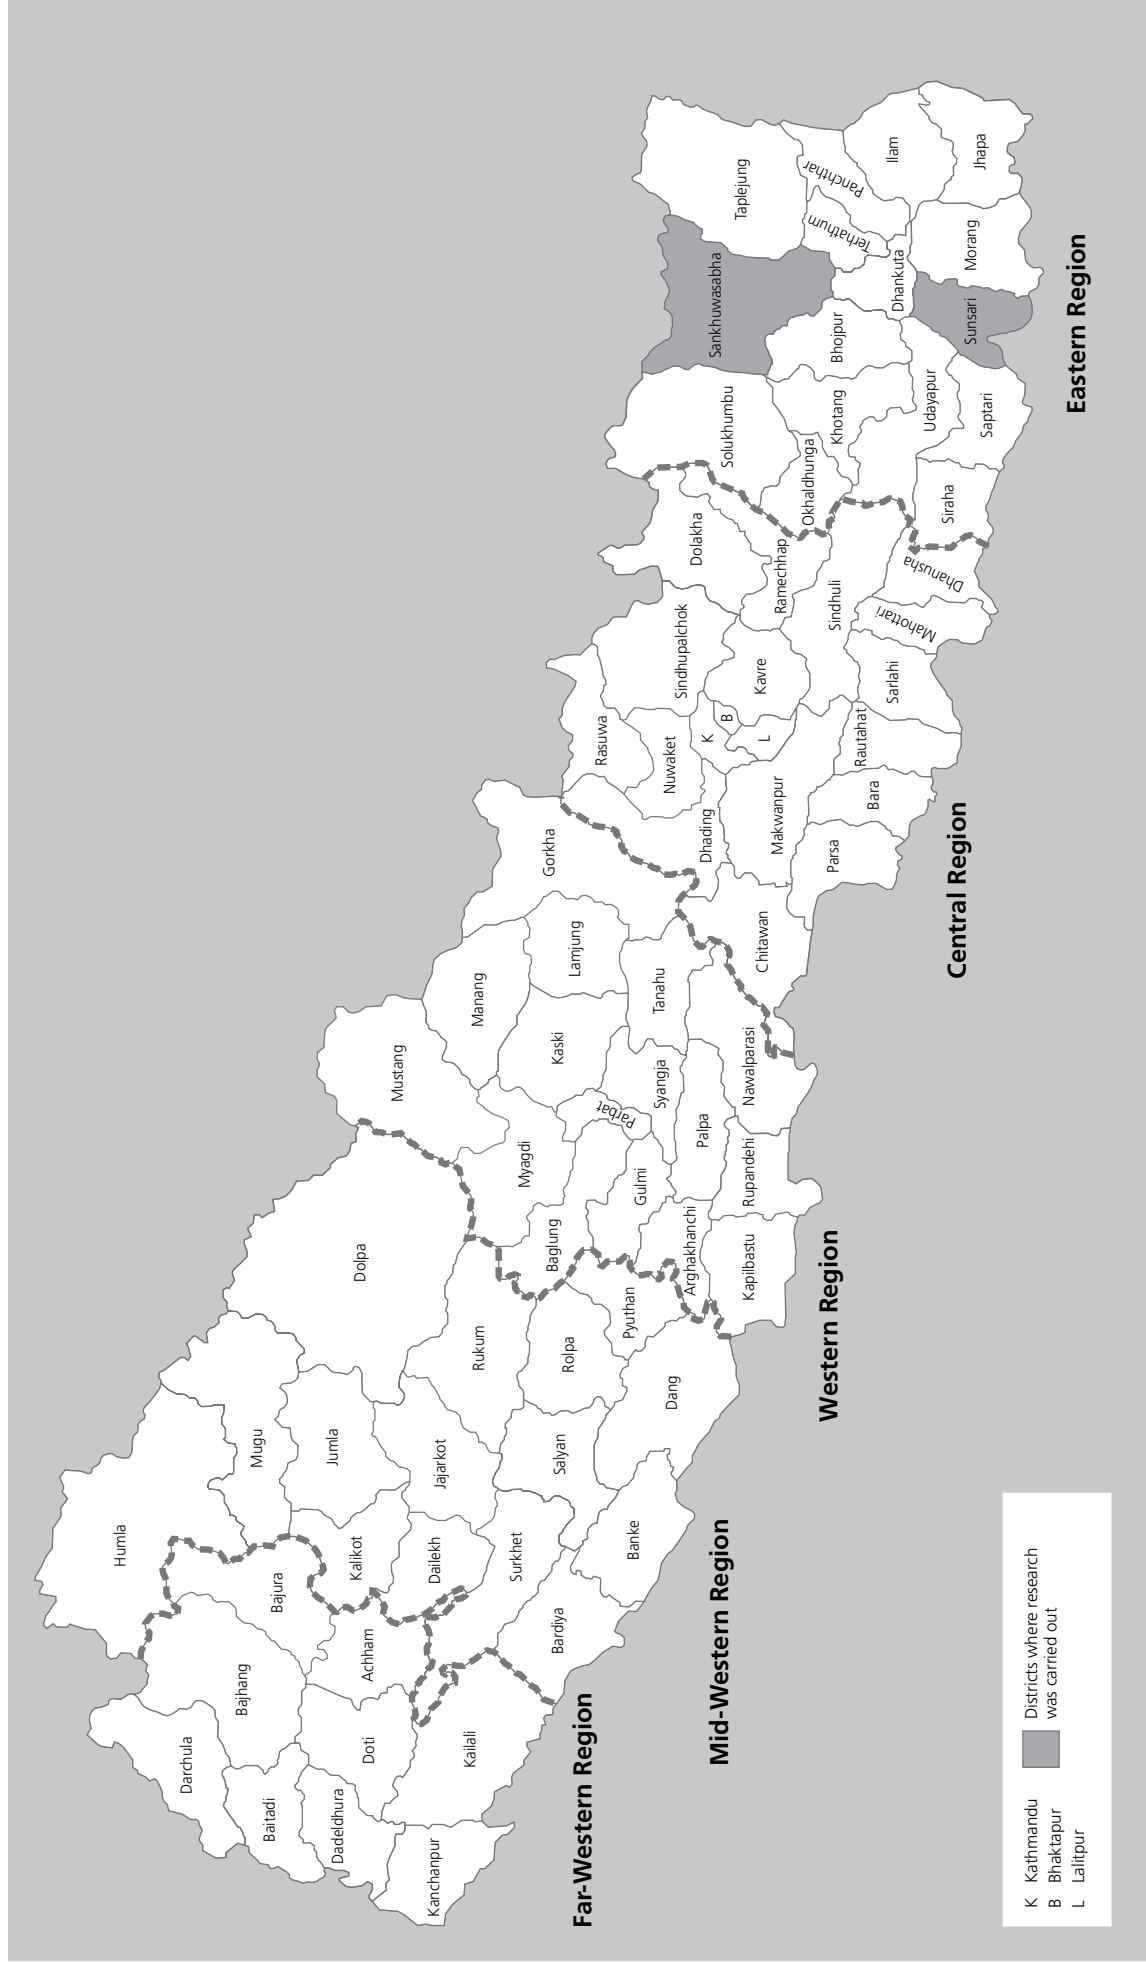 Humla
Darchula
Bajhang
Bajura
Mugu
Baitadi
Dadeldhura
Doti
Achham
Kalikot
Jumla
Dolpa
Mustang
Kanchanpur
Kailali
Dailekh
Jajarkot
Surkhet
Rukum
Bardiya
Banke
Salyan
Rolpa
Dang
Pyuthan
Myagdi
Baglung
Manang
Kaski
Lamjung
Gorkha
Parbat
Gulmi
Syangja
Tanahu
Arghakhanchi
Palpa
Kapilbastu
Rupandehi
Nawalparasi
Chitawan
Rasuwa
Nuwaket
Dhading
Sindhupalchok
Dolakha
K
B
L
Kavre
Makwanpur
Ramechhap
Sindhuli
Parsa
Bara
Rautahat
Sarlahi
Mahottari
Dhanusha
Solukhumbu
Sankhuwasabha
Taplejung
Okhaldhunga
Khotang
Bhojpur
Terhathum
Panchthar
Dhankuta
Ilam
Udayapur
Siraha
Saptari
Sunsari
Morang
Jhapa
Far-Western Region
Mid-Western Region
Western Region
Central Region
Eastern Region
K Kathmandu
B Bhaktapur
L Lalitpur
Districts where research
was carried out